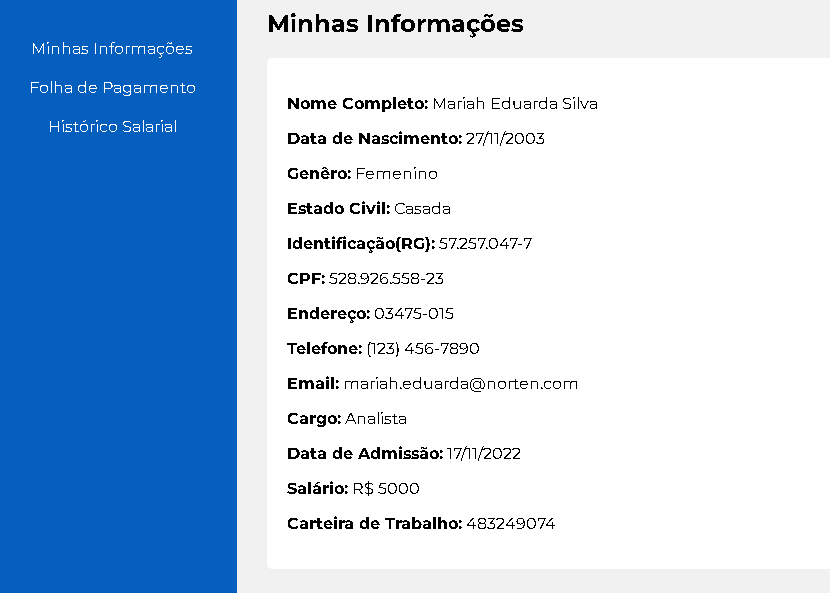 Minhas Informações
Folha de Pagamento
Histórico Salarial
Minhas Informações
Nome Completo: Mariah Eduarda Silva
Data de Nascimento: 27/11/2003
Genêro: Femenino
Estado Civil: Casada
Identificação(RG): 57.257.047-7
CPF: 528.926.558-23
Endereço: 03475-015
Telefone: (123) 456-7890
Email: mariah.eduarda@norten.com
Cargo: Analista
Data de Admissão: 17/11/2022
Salário: R$ 5000
Carteira de Trabalho: 483249074